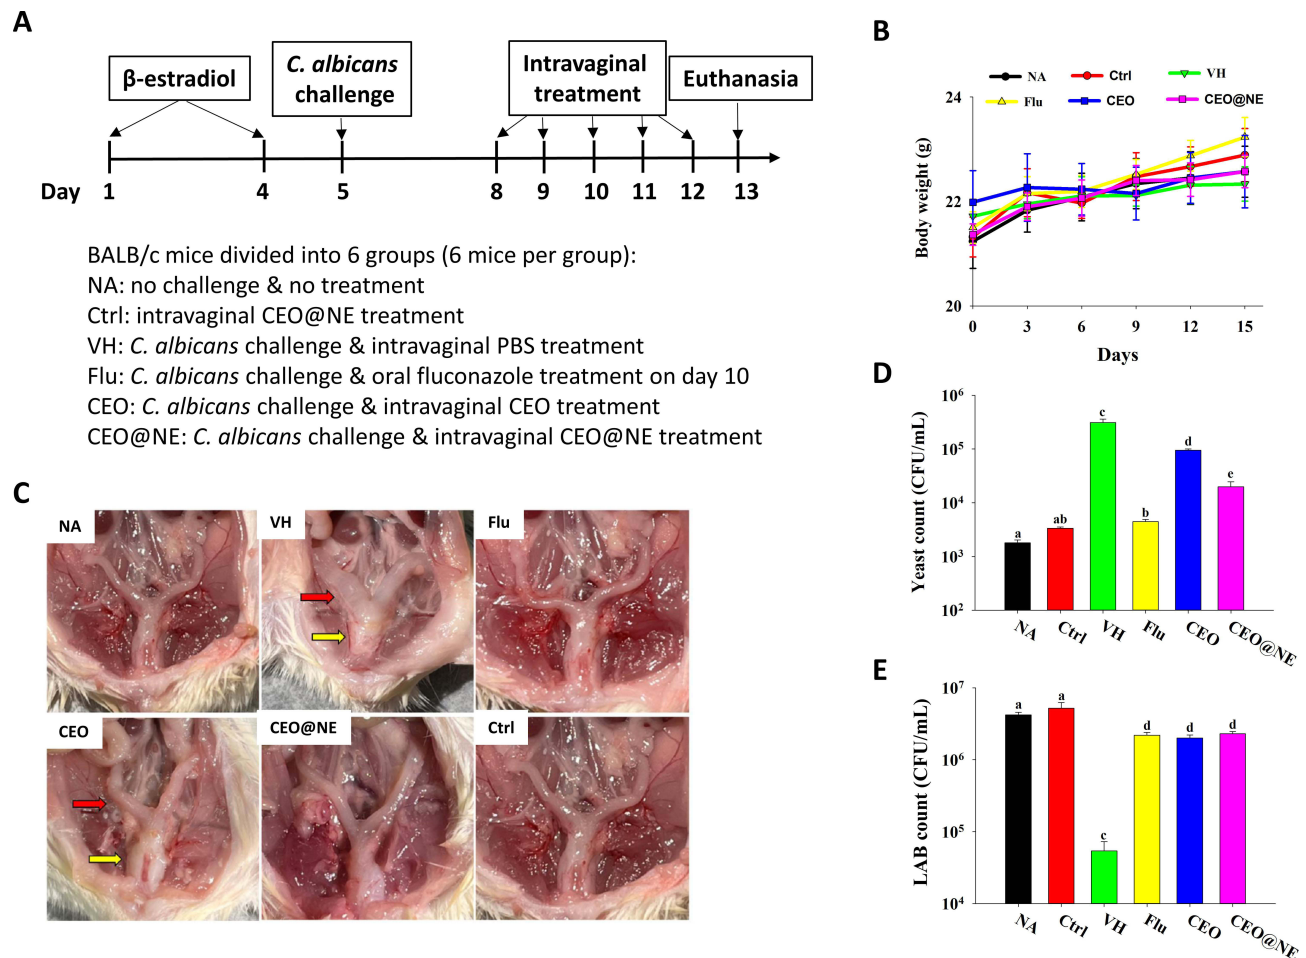 A
β-estradiol
C. albicans
challenge
Intravaginal
treatment
Euthanasia
Day
1
4
5
8
9
10
11
12
13
BALB/c mice divided into 6 groups (6 mice per group):
NA: no challenge & no treatment
Ctrl: intravaginal CEO@NE treatment
VH: C. albicans challenge & intravaginal PBS treatment
Flu: C. albicans challenge & oral fluconazole treatment on day 10
CEO: C. albicans challenge & intravaginal CEO treatment
CEO@NE: C. albicans challenge & intravaginal CEO@NE treatment
B
NA
Ctrl
VH
Flu
CEO
CEO@NE
Body weight (g)
24
22
20
0
3
6
9
12
15
Days
C
NA
VH
Flu
CEO
CEO@NE
Ctrl
D
Yeast count (CFU/mL)
10⁶
10⁵
10⁴
10³
10²
a
ab
c
b
d
e
NA
Ctrl
VH
Flu
CEO
CEO@NE
E
LAB count (CFU/mL)
10⁷
10⁶
10⁵
10⁴
a
a
c
d
d
d
NA
Ctrl
VH
Flu
CEO
CEO@NE